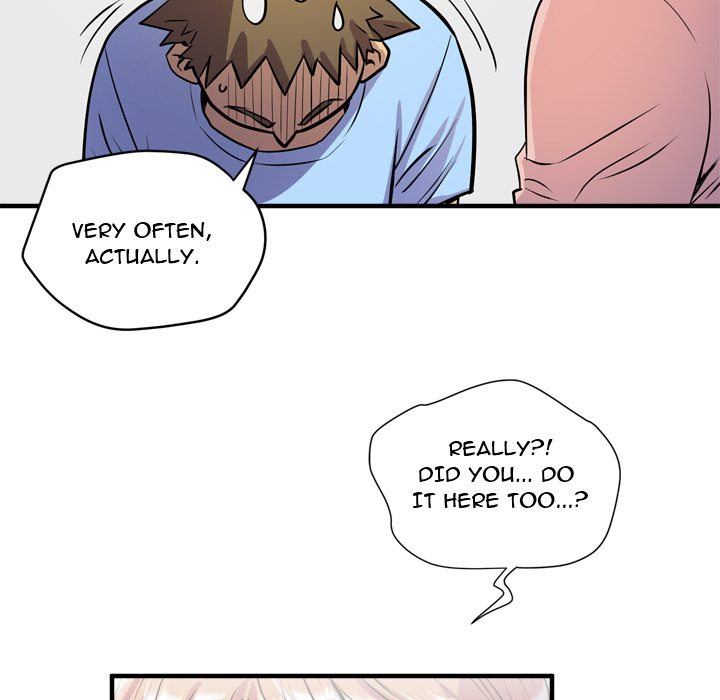 VERY OFTEN,
ACTUALLY.
REALLY?!
DID YOU... DO
IT HERE TOO...?